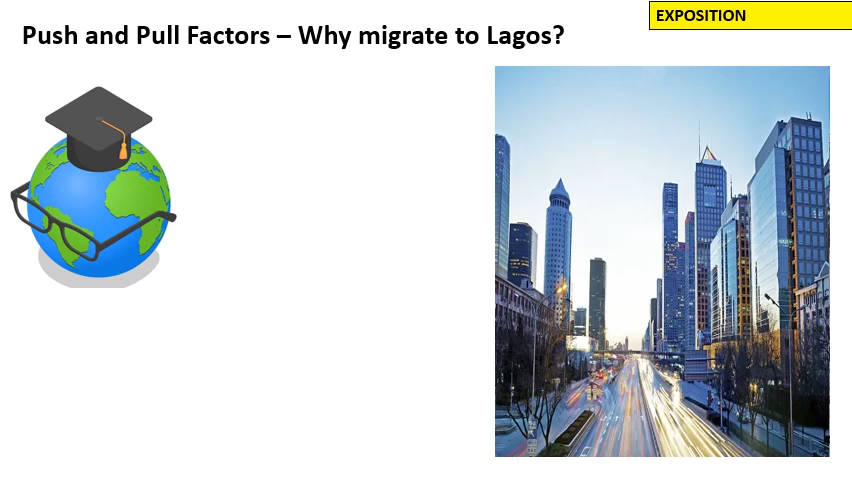 EXPOSITION
Push and Pull Factors – Why migrate to Lagos?